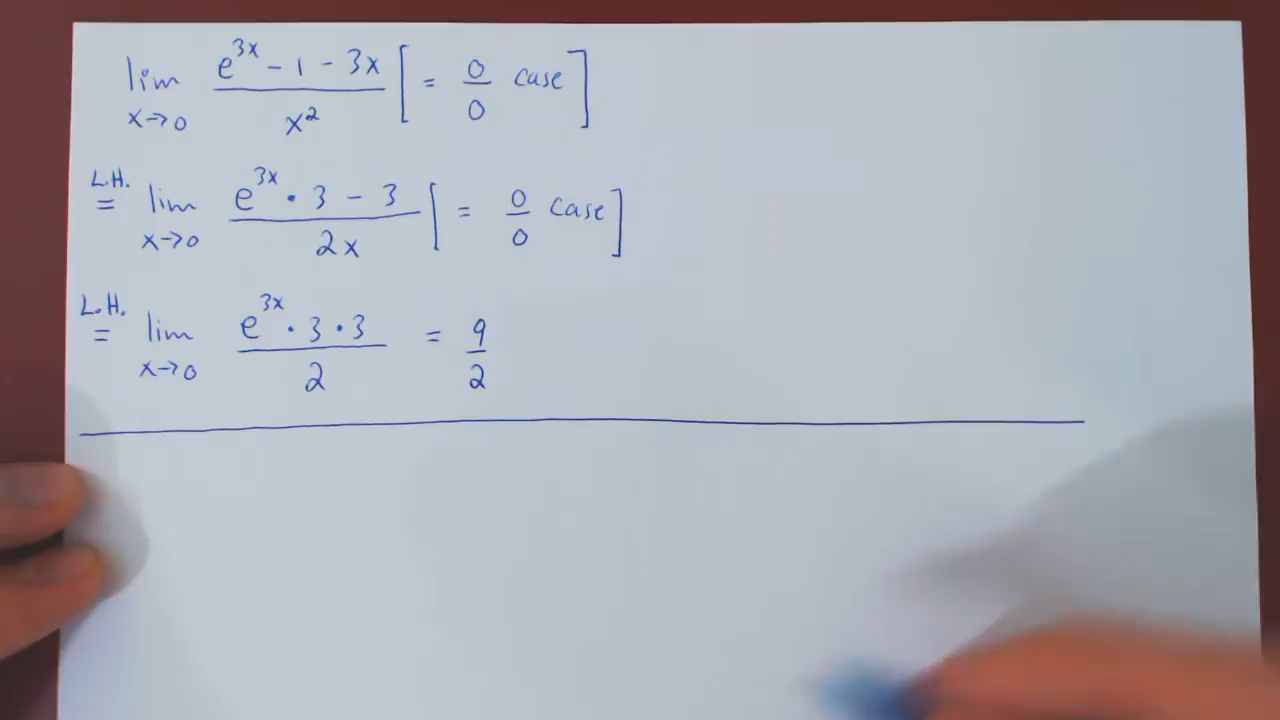 lim x→0 (e^{3x} - 1 - 3x)/x² [= 0/0 case]
L.H. = lim x→0 (e^{3x} · 3 - 3)/2x [= 0/0 case]
L.H. = lim x→0 (e^{3x} · 3 · 3)/2 = 9/2